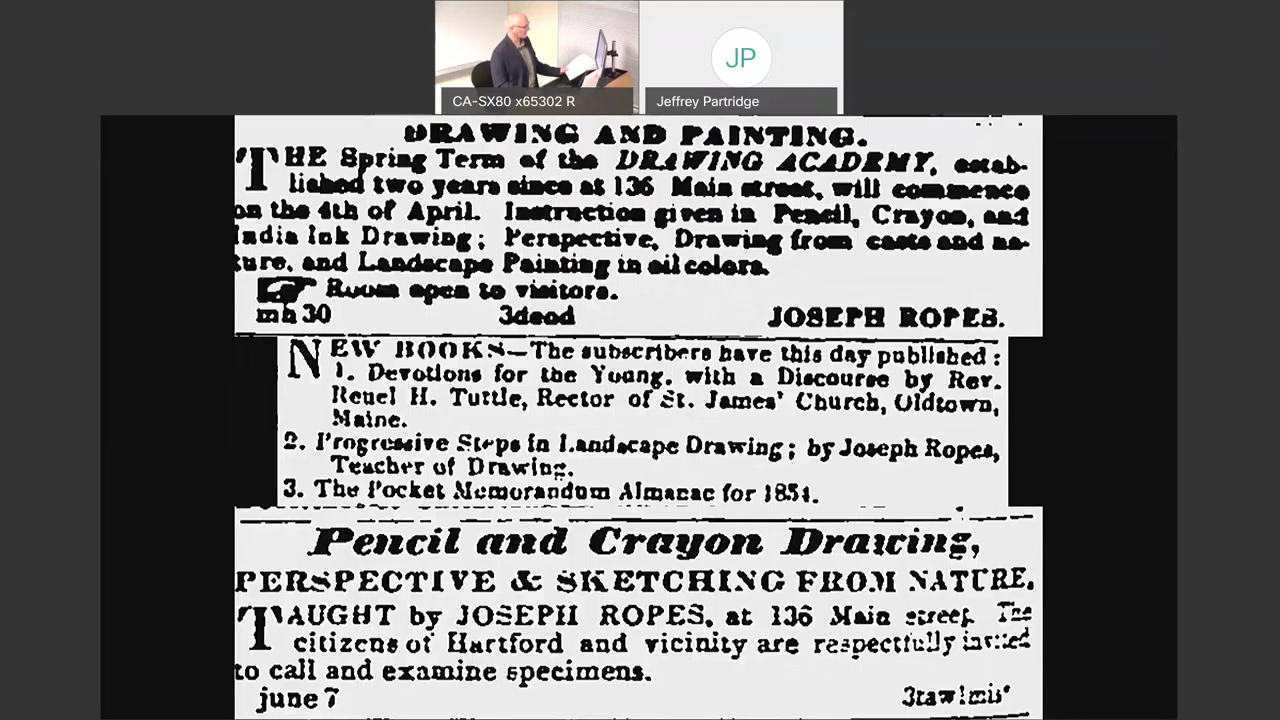 CA-SX80 x65302 R
JP
Jeffrey Partridge
DRAWING AND PAINTING.
THE Spring Term of the DRAWING ACADEMY, estab-
lished two years since at 136 Main street, will commence
on the 4th of April. Instruction given in Pencil, Crayon, and
India Ink Drawing; Perspective, Drawing from casts and na-
ture, and Landscape Painting in oil colors.
☞ Room open to visitors.
mh 30 3deod JOSEPH ROPES.
NEW BOOKS—The subscribers have this day published:
1. Devotions for the Young, with a Discourse by Rev.
Reuel H. Tuttle, Rector of St. James' Church, Oldtown,
Maine.
2. Progressive Steps in Landscape Drawing; by Joseph Ropes,
Teacher of Drawing.
3. The Pocket Memorandum Almanac for 1854.
Pencil and Crayon Drawing,
PERSPECTIVE & SKETCHING FROM NATURE.
TAUGHT by JOSEPH ROPES, at 136 Main street. The
citizens of Hartford and vicinity are respectfully invited
to call and examine specimens.
june 7